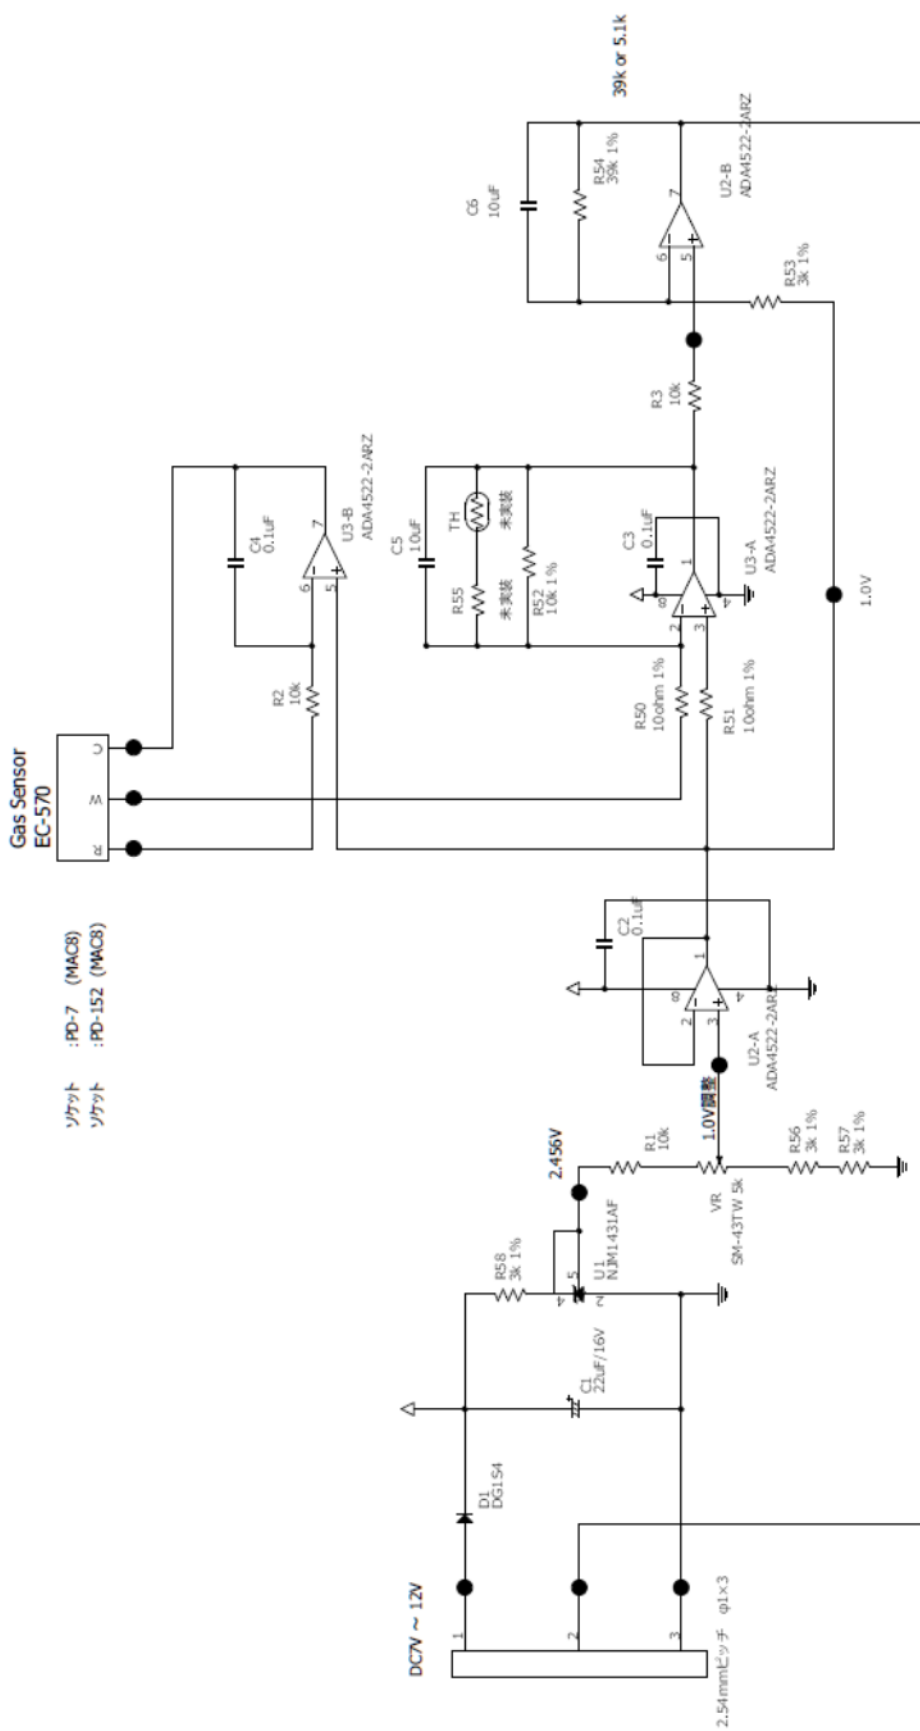 Gas Sensor
EC-570
R
W
C
ソケット :PD-7 (MAC8)
ソケット :PD-152 (MAC8)
DC7V ~ 12V
1
2
3
2.54mmピッチ φ1×3
D1
DG1S4
C1
22uF/16V
R58
3k 1%
4
5
2
U1
NJM1431AF
2.456V
R1
10k
VR
SM-43TW 5k
1.0V調整
R56
3k 1%
R57
3k 1%
2
3
8
4
1
U2-A
ADA4522-2ARZ
C2
0.1uF
R2
10k
C4
0.1uF
6
5
7
U3-B
ADA4522-2ARZ
R50
10ohm 1%
R51
10ohm 1%
C5
10uF
R55
未実装
TH
未実装
R52
10k 1%
C3
0.1uF
2
3
8
4
1
U3-A
ADA4522-2ARZ
1.0V
R3
10k
R53
3k 1%
C6
10uF
R54
39k 1%
6
5
7
U2-B
ADA4522-2ARZ
39k or 5.1k